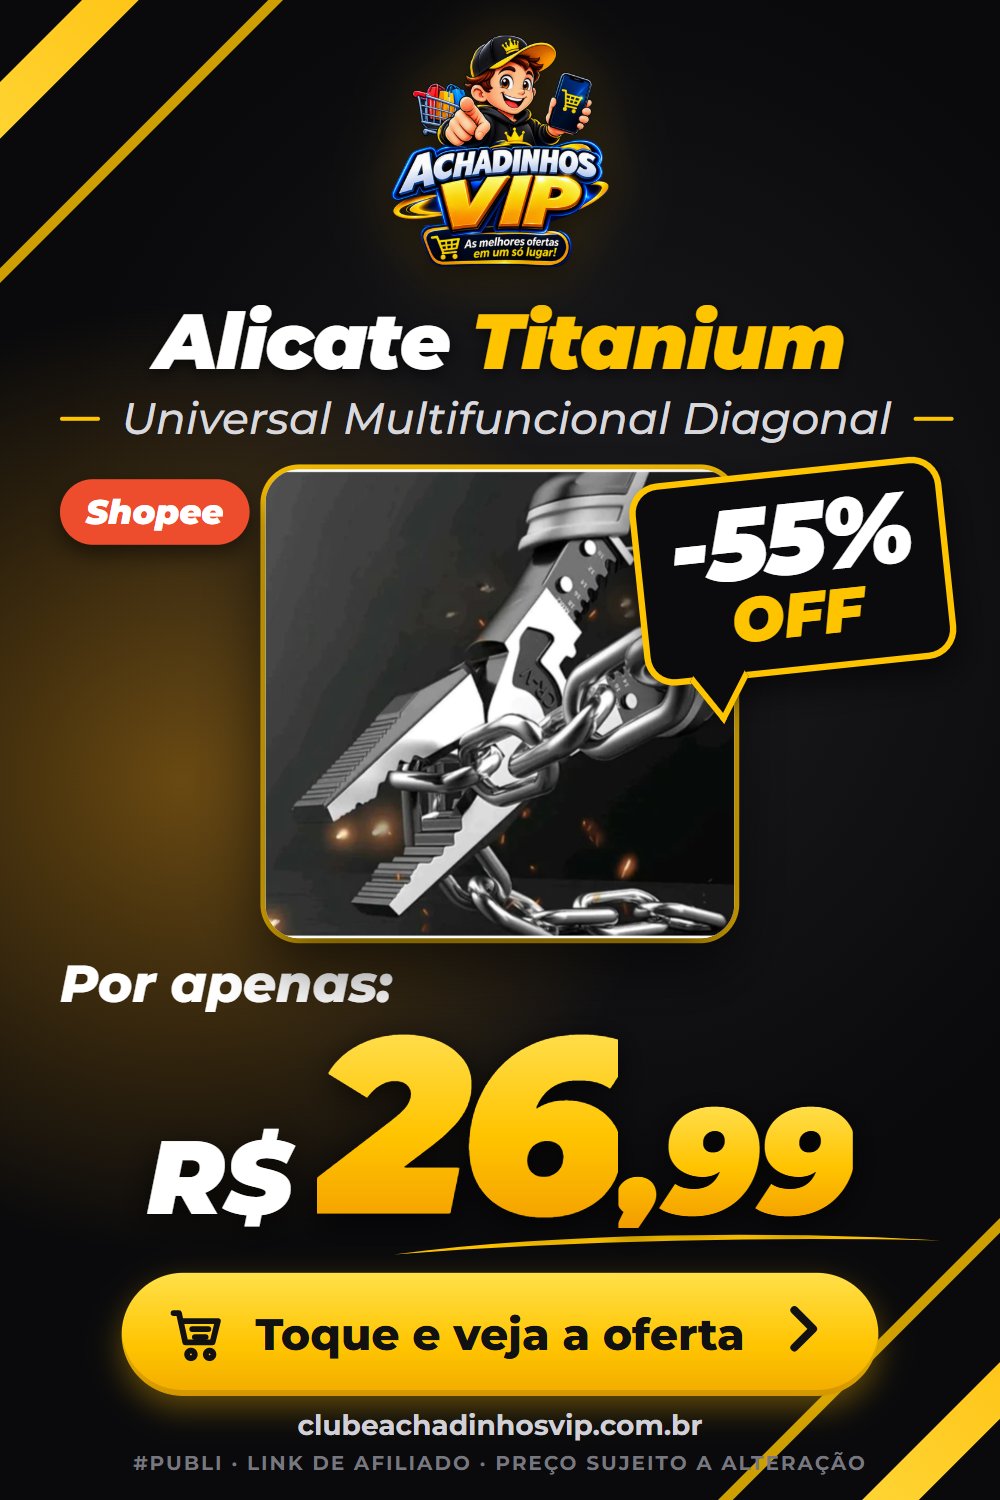 ACHADINHOS
VIP
As melhores ofertas
em um só lugar!
Alicate Titanium
Universal Multifuncional Diagonal
Shopee
-55%
OFF
CR-V
Por apenas:
R$ 26,99
Toque e veja a oferta
clubeachadinhosvip.com.br
#PUBLI · LINK DE AFILIADO · PREÇO SUJEITO A ALTERAÇÃO